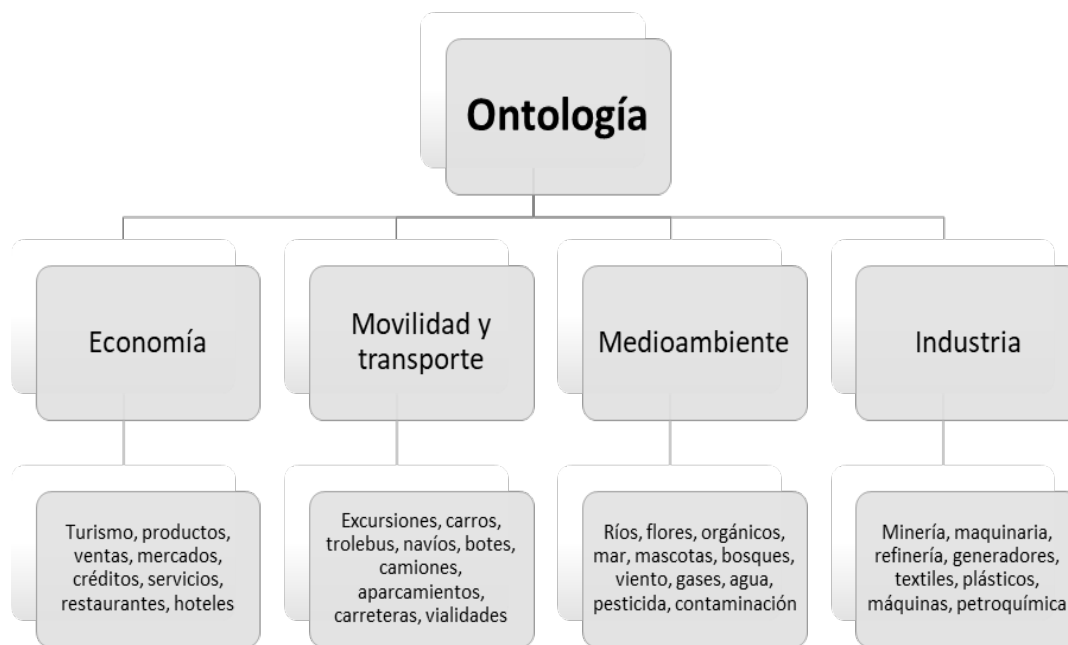 Ontología
Economía
Movilidad y
transporte
Medioambiente
Industria
Turismo, productos,
ventas, mercados,
créditos, servicios,
restaurantes, hoteles
Excursiones, carros,
trolebus, navíos, botes,
camiones,
aparcamientos,
carreteras, vialidades
Ríos, flores, orgánicos,
mar, mascotas, bosques,
viento, gases, agua,
pesticida, contaminación
Minería, maquinaria,
refinería, generadores,
textiles, plásticos,
máquinas, petroquímica